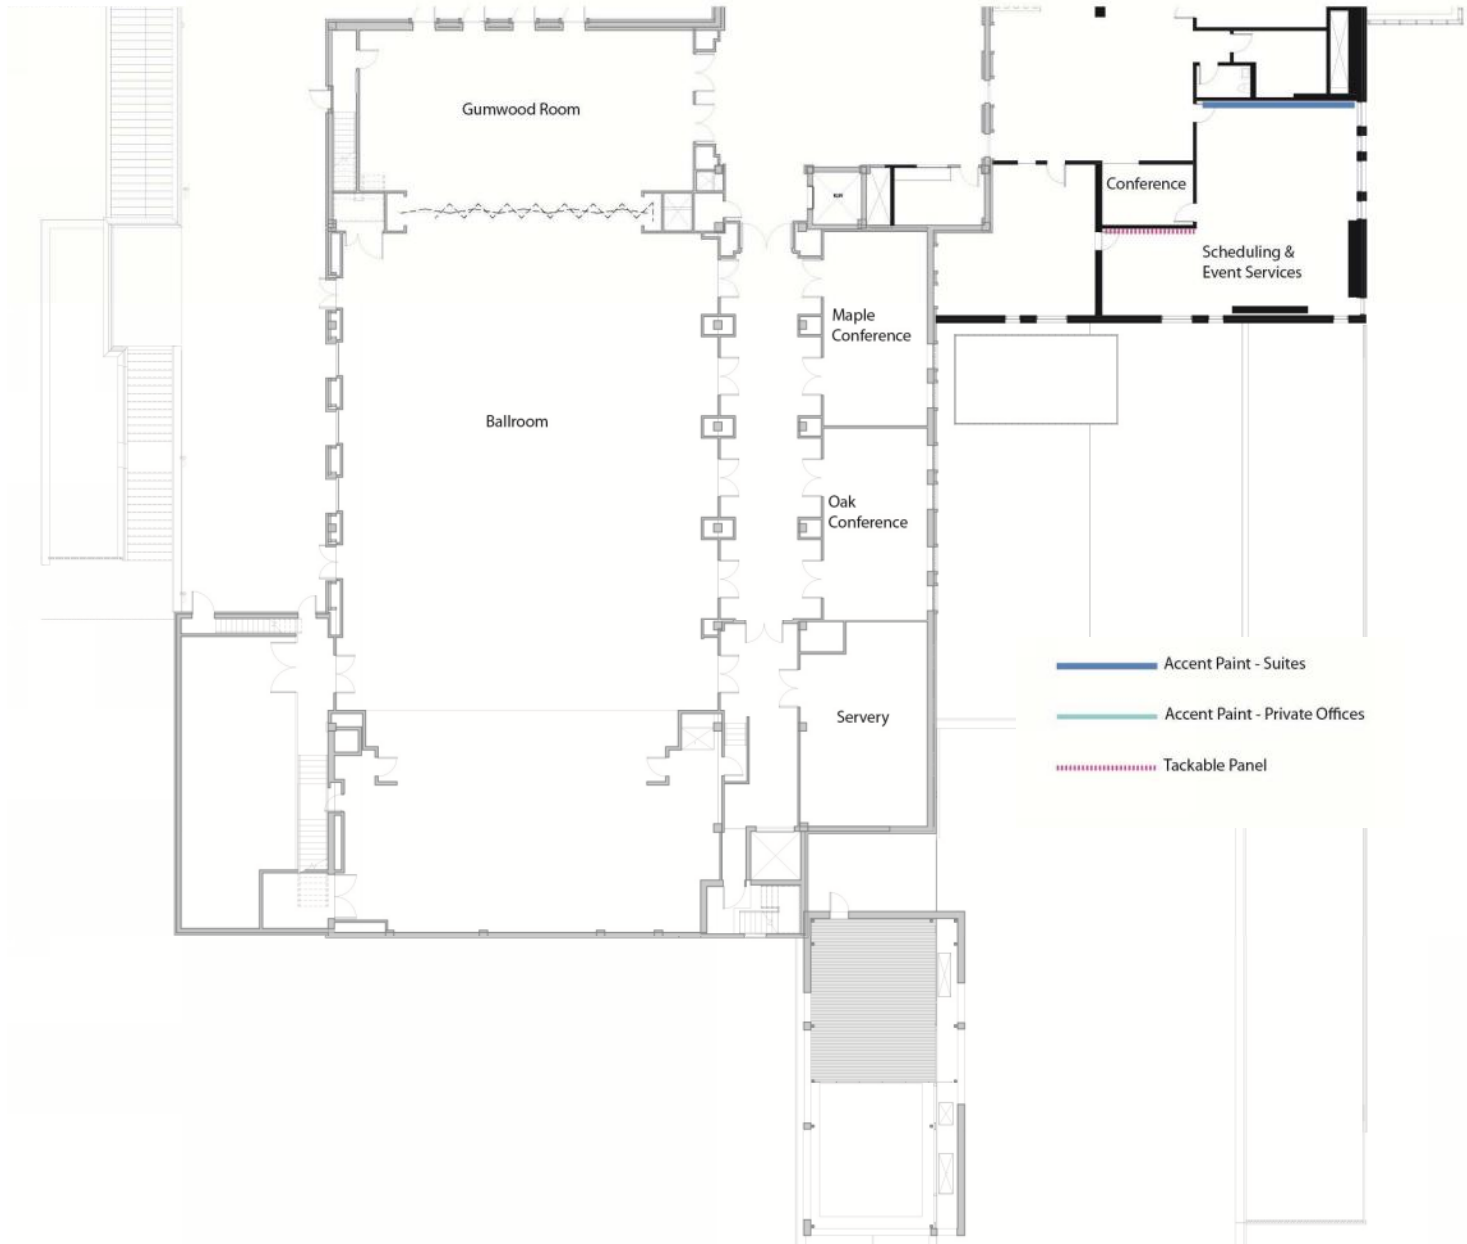 Gumwood Room
Conference
Scheduling &
Event Services
Maple
Conference
Ballroom
Oak
Conference
Accent Paint - Suites
Servery
Accent Paint - Private Offices
Tackable Panel